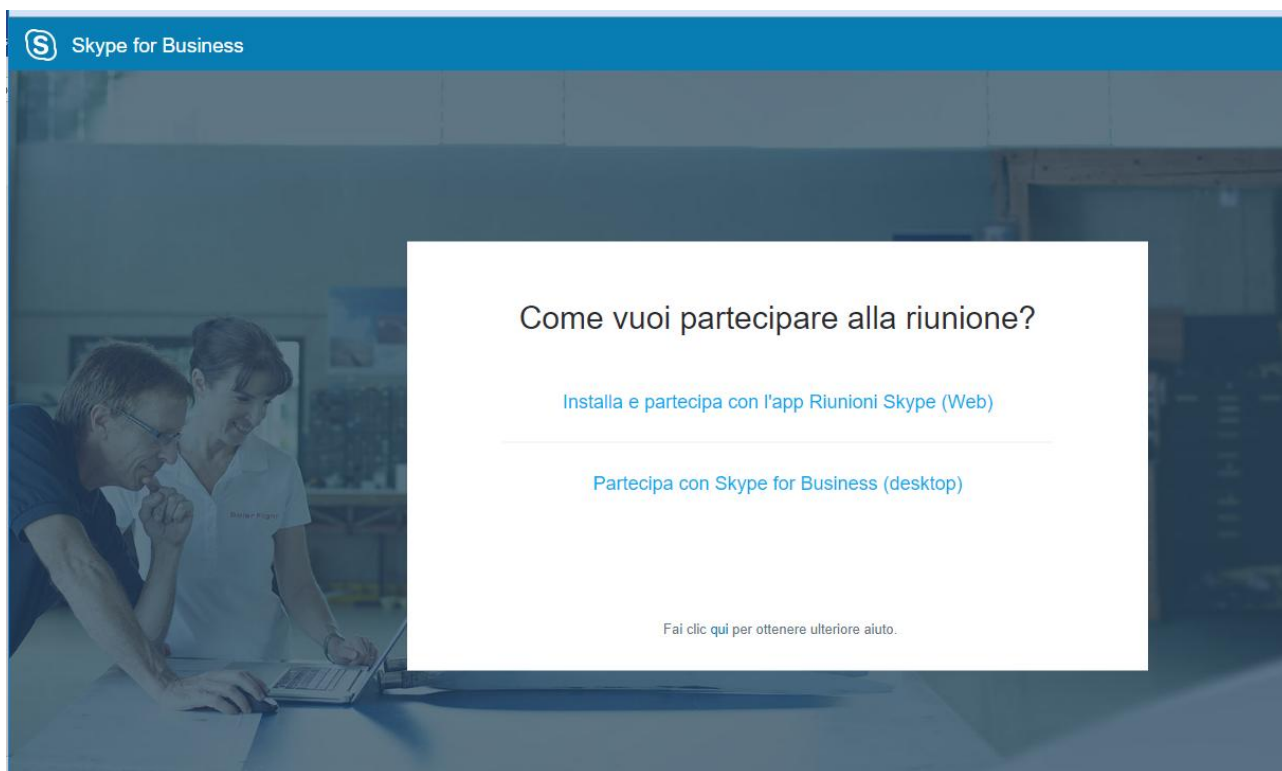 Skype for Business
Come vuoi partecipare alla riunione?
Installa e partecipa con l'app Riunioni Skype (Web)
Partecipa con Skype for Business (desktop)
Fai clic qui per ottenere ulteriore aiuto.